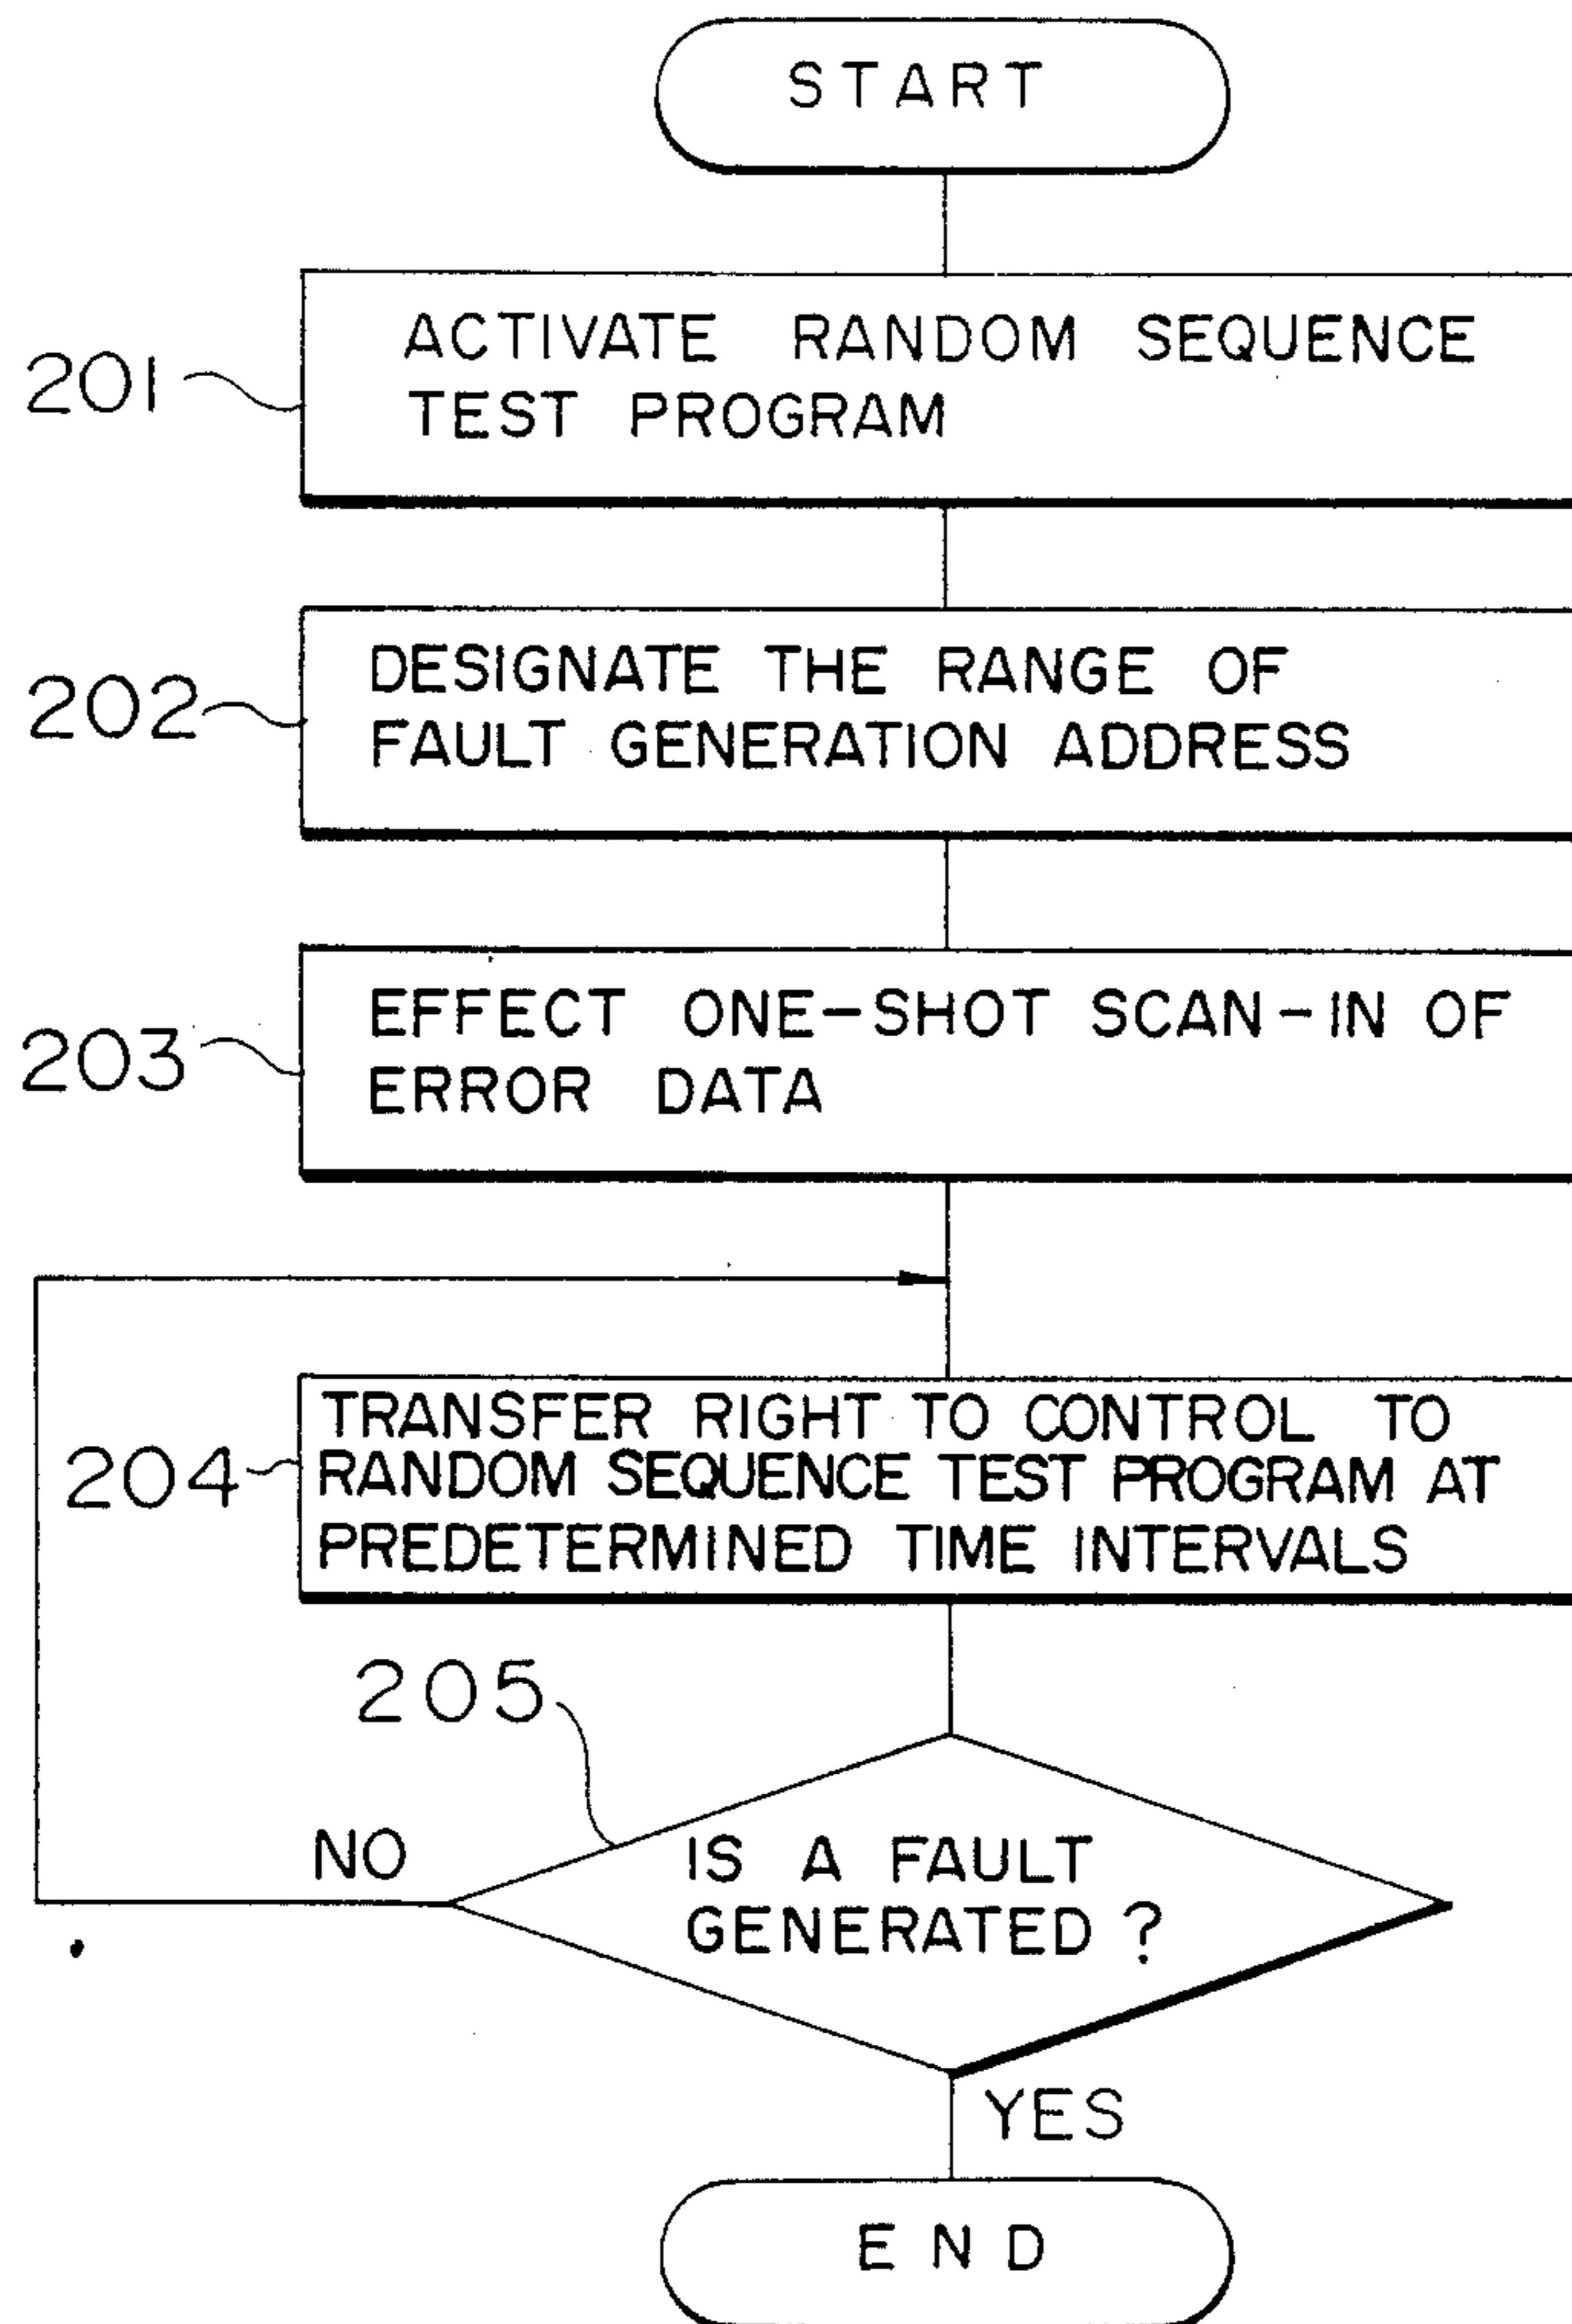 START
201
ACTIVATE RANDOM SEQUENCE
TEST PROGRAM
202
DESIGNATE THE RANGE OF
FAULT GENERATION ADDRESS
203
EFFECT ONE-SHOT SCAN-IN OF
ERROR DATA
204
TRANSFER RIGHT TO CONTROL TO
RANDOM SEQUENCE TEST PROGRAM AT
PREDETERMINED TIME INTERVALS
205
NO
IS A FAULT
GENERATED ?
YES
END